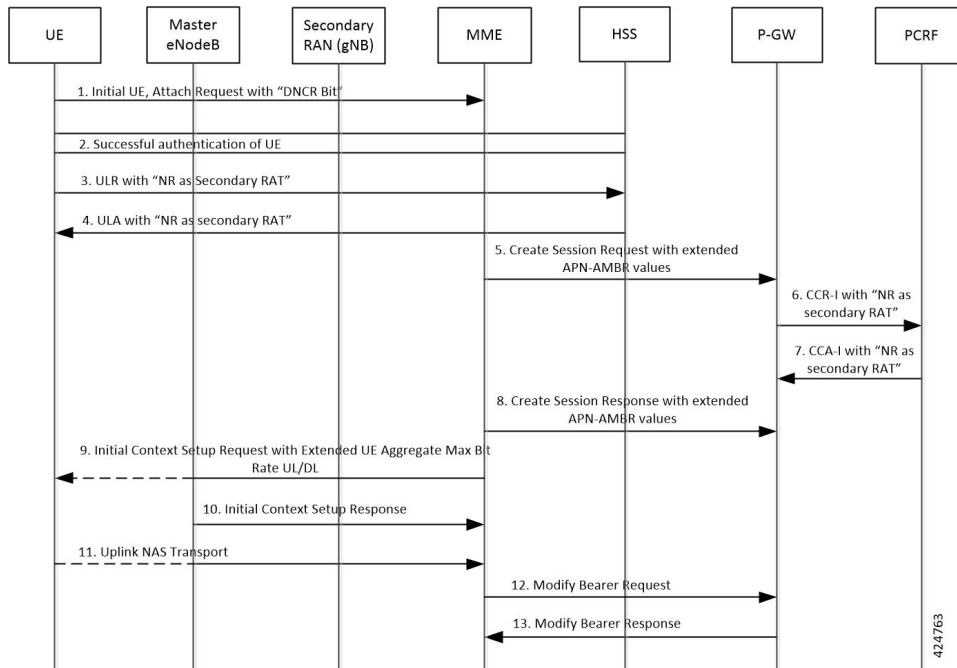 UE
Master
eNodeB
Secondary
RAN (gNB)
MME
HSS
P-GW
PCRF
1. Initial UE, Attach Request with “DNCR Bit”
2. Successful authentication of UE
3. ULR with “NR as Secondary RAT”
4. ULA with “NR as secondary RAT”
5. Create Session Request with extended
APN-AMBR values
6. CCR-I with “NR as
secondary RAT”
7. CCA-I with “NR as
secondary RAT”
8. Create Session Response with extended
APN-AMBR values
9. Initial Context Setup Request with Extended UE Aggregate Max Bit
Rate UL/DL
10. Initial Context Setup Response
11. Uplink NAS Transport
12. Modify Bearer Request
13. Modify Bearer Response
424763